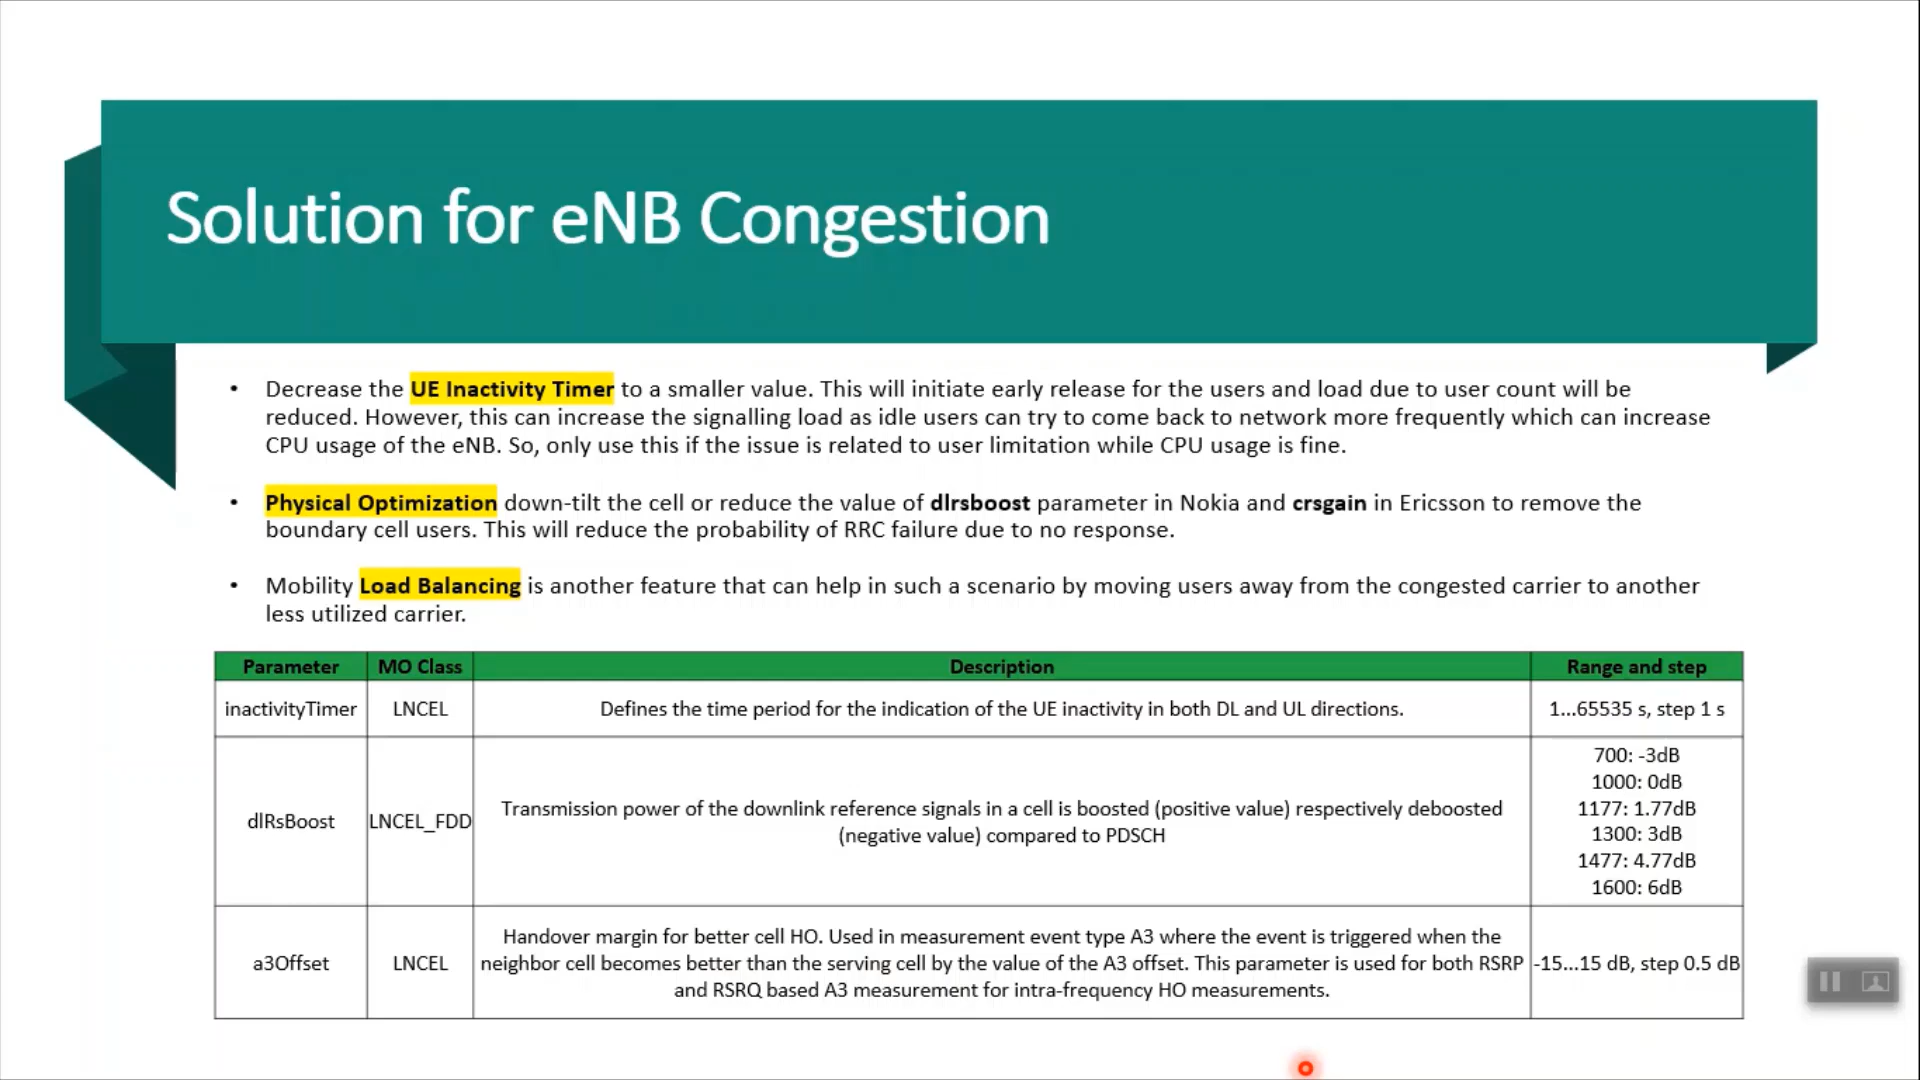 Solution for eNB Congestion
• Decrease the UE Inactivity Timer to a smaller value. This will initiate early release for the users and load due to user count will be
reduced. However, this can increase the signalling load as idle users can try to come back to network more frequently which can increase
CPU usage of the eNB. So, only use this if the issue is related to user limitation while CPU usage is fine.
• Physical Optimization down-tilt the cell or reduce the value of dlrsboost parameter in Nokia and crsgain in Ericsson to remove the
boundary cell users. This will reduce the probability of RRC failure due to no response.
• Mobility Load Balancing is another feature that can help in such a scenario by moving users away from the congested carrier to another
less utilized carrier.
Parameter MO Class Description Range and step
inactivityTimer LNCEL Defines the time period for the indication of the UE inactivity in both DL and UL directions. 1...65535 s, step 1 s
dlRsBoost LNCEL_FDD Transmission power of the downlink reference signals in a cell is boosted (positive value) respectively deboosted
(negative value) compared to PDSCH
700: -3dB
1000: 0dB
1177: 1.77dB
1300: 3dB
1477: 4.77dB
1600: 6dB
a3Offset LNCEL Handover margin for better cell HO. Used in measurement event type A3 where the event is triggered when the
neighbor cell becomes better than the serving cell by the value of the A3 offset. This parameter is used for both RSRP
and RSRQ based A3 measurement for intra-frequency HO measurements.
-15...15 dB, step 0.5 dB